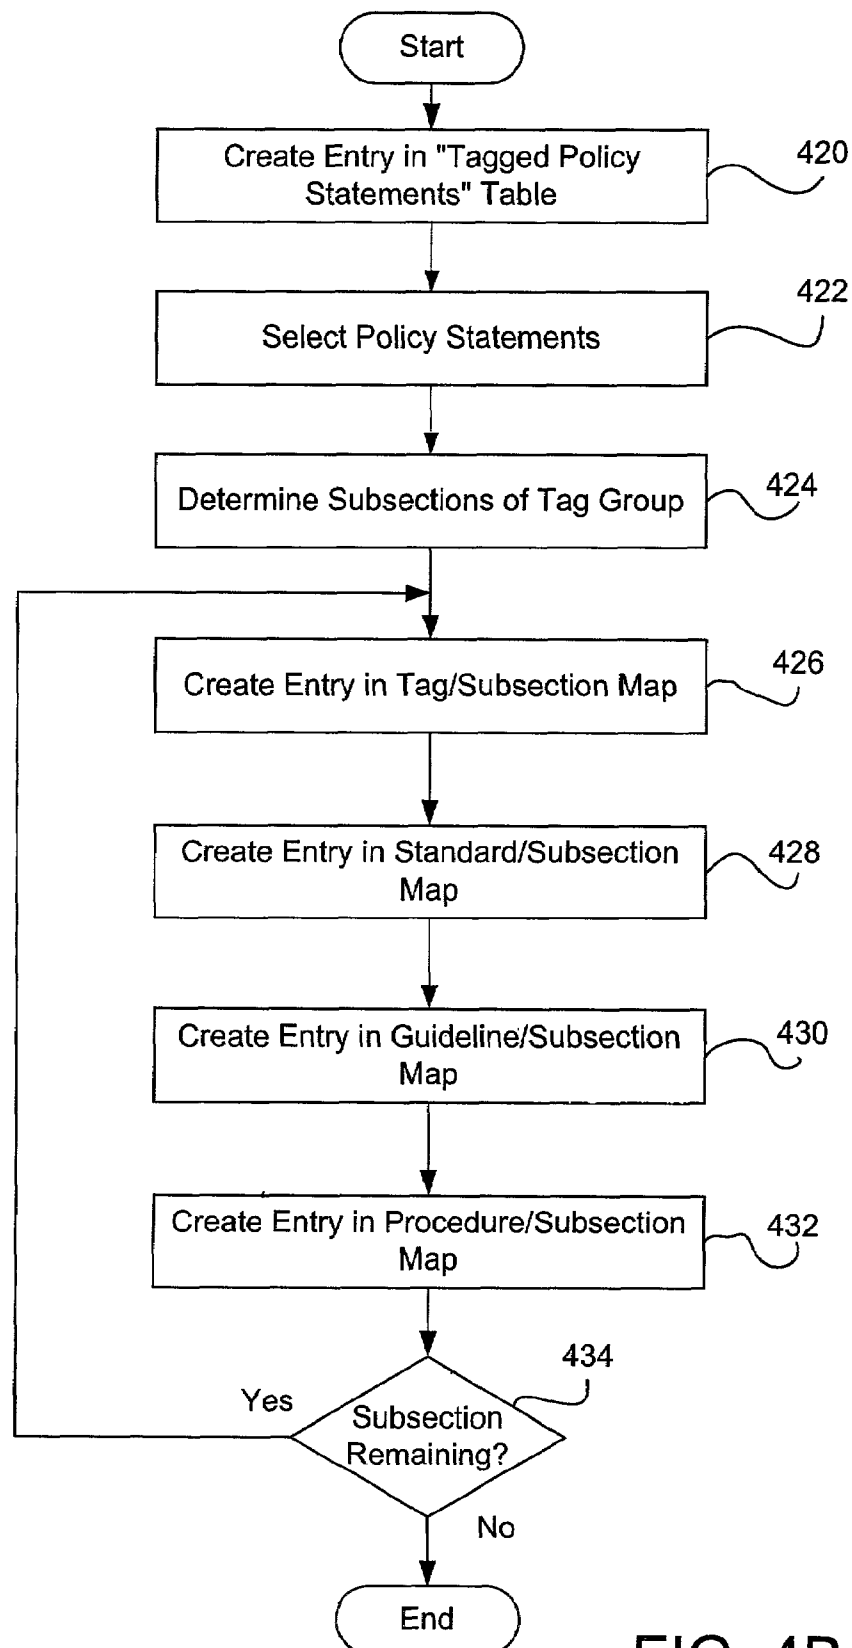 Start
Create Entry in "Tagged Policy
Statements" Table
420
Select Policy Statements
422
Determine Subsections of Tag Group
424
Create Entry in Tag/Subsection Map
426
Create Entry in Standard/Subsection
Map
428
Create Entry in Guideline/Subsection
Map
430
Create Entry in Procedure/Subsection
Map
432
434
Yes
Subsection
Remaining?
No
End
FIG. 4B